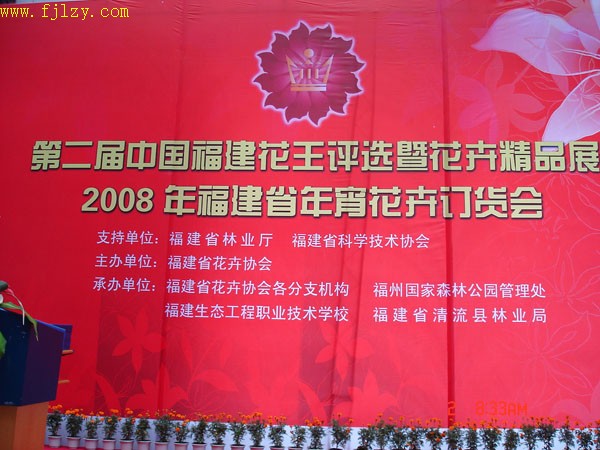 www.fjlzy.com
第二届中国福建花王评选暨花卉精品展
2008 年福建省年宵花卉订货会
支持单位：福建省林业厅 福建省科学技术协会
主办单位：福建省花卉协会
承办单位：福建省花卉协会各分支机构 福州国家森林公园管理处
福建生态工程职业技术学校 福建省清流县林业局
8:33AM